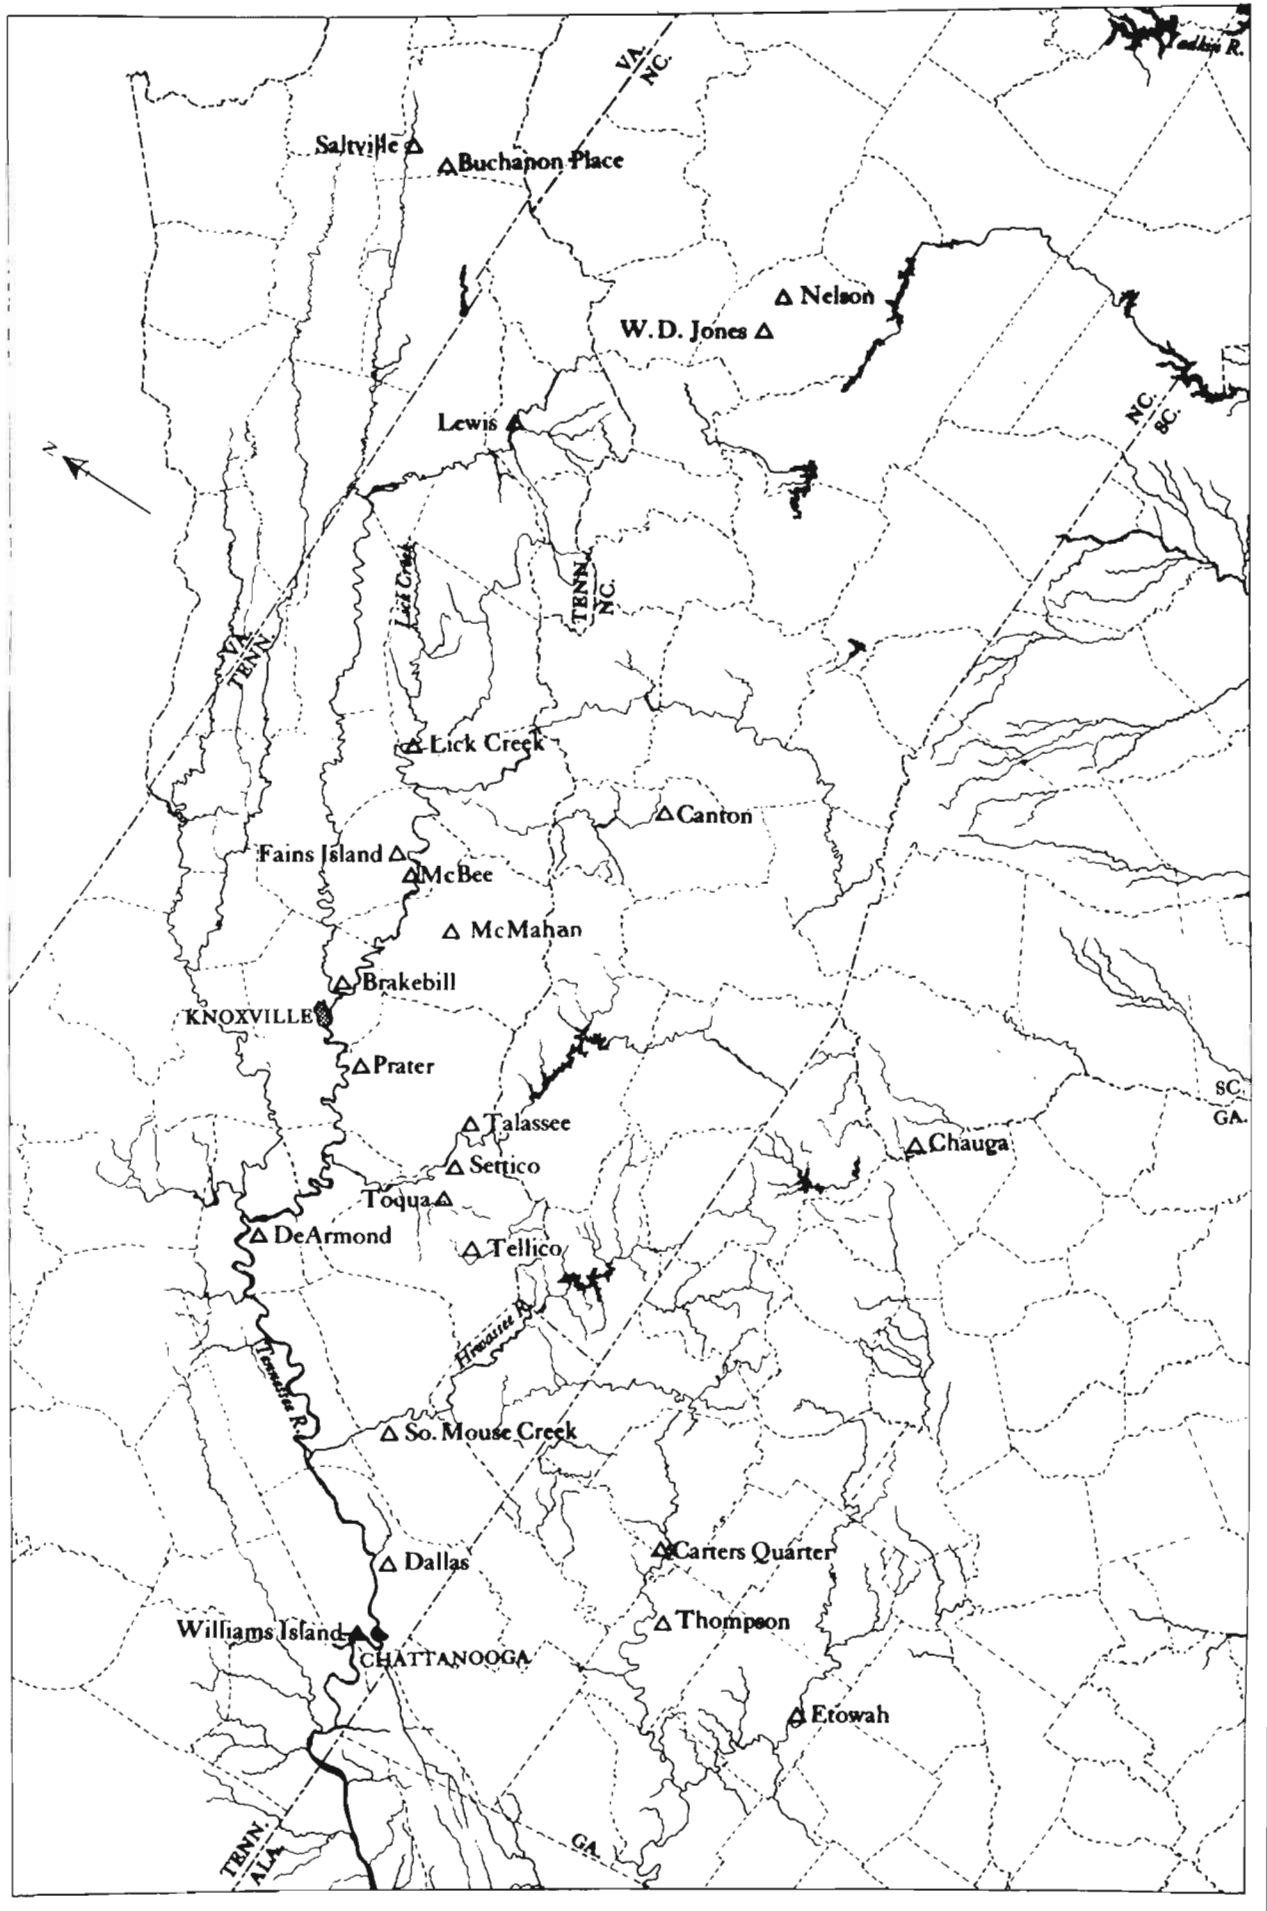 Yadkin R.
VA.
NC.
Saltville
Buchanon Place
Nelson
W.D. Jones
NC.
SC.
Lewis
N
Lick Creek
TENN.
NC.
VA.
TENN.
Lick Creek
Canton
Fains Island
McBee
McMahan
Brakebill
KNOXVILLE
Prater
SC.
GA.
Talassee
Chauga
Settico
Toqua
DeArmond
Tellico
Hiwassee R.
Tennessee R.
So. Mouse Creek
Carters Quarter
Dallas
Thompson
Williams Island
CHATTANOOGA
Etowah
TENN.
ALA.
GA.